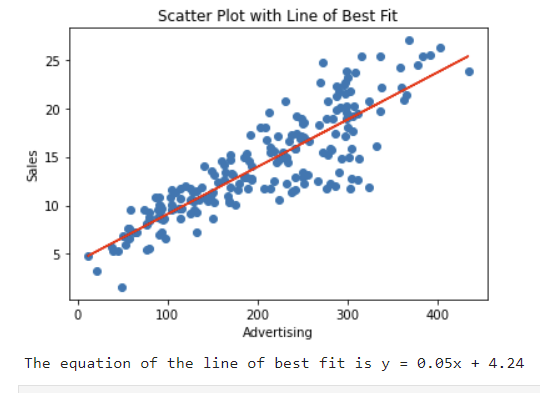 Scatter Plot with Line of Best Fit
25
20
15
10
5
Sales
0 100 200 300 400
Advertising
The equation of the line of best fit is y = 0.05x + 4.24